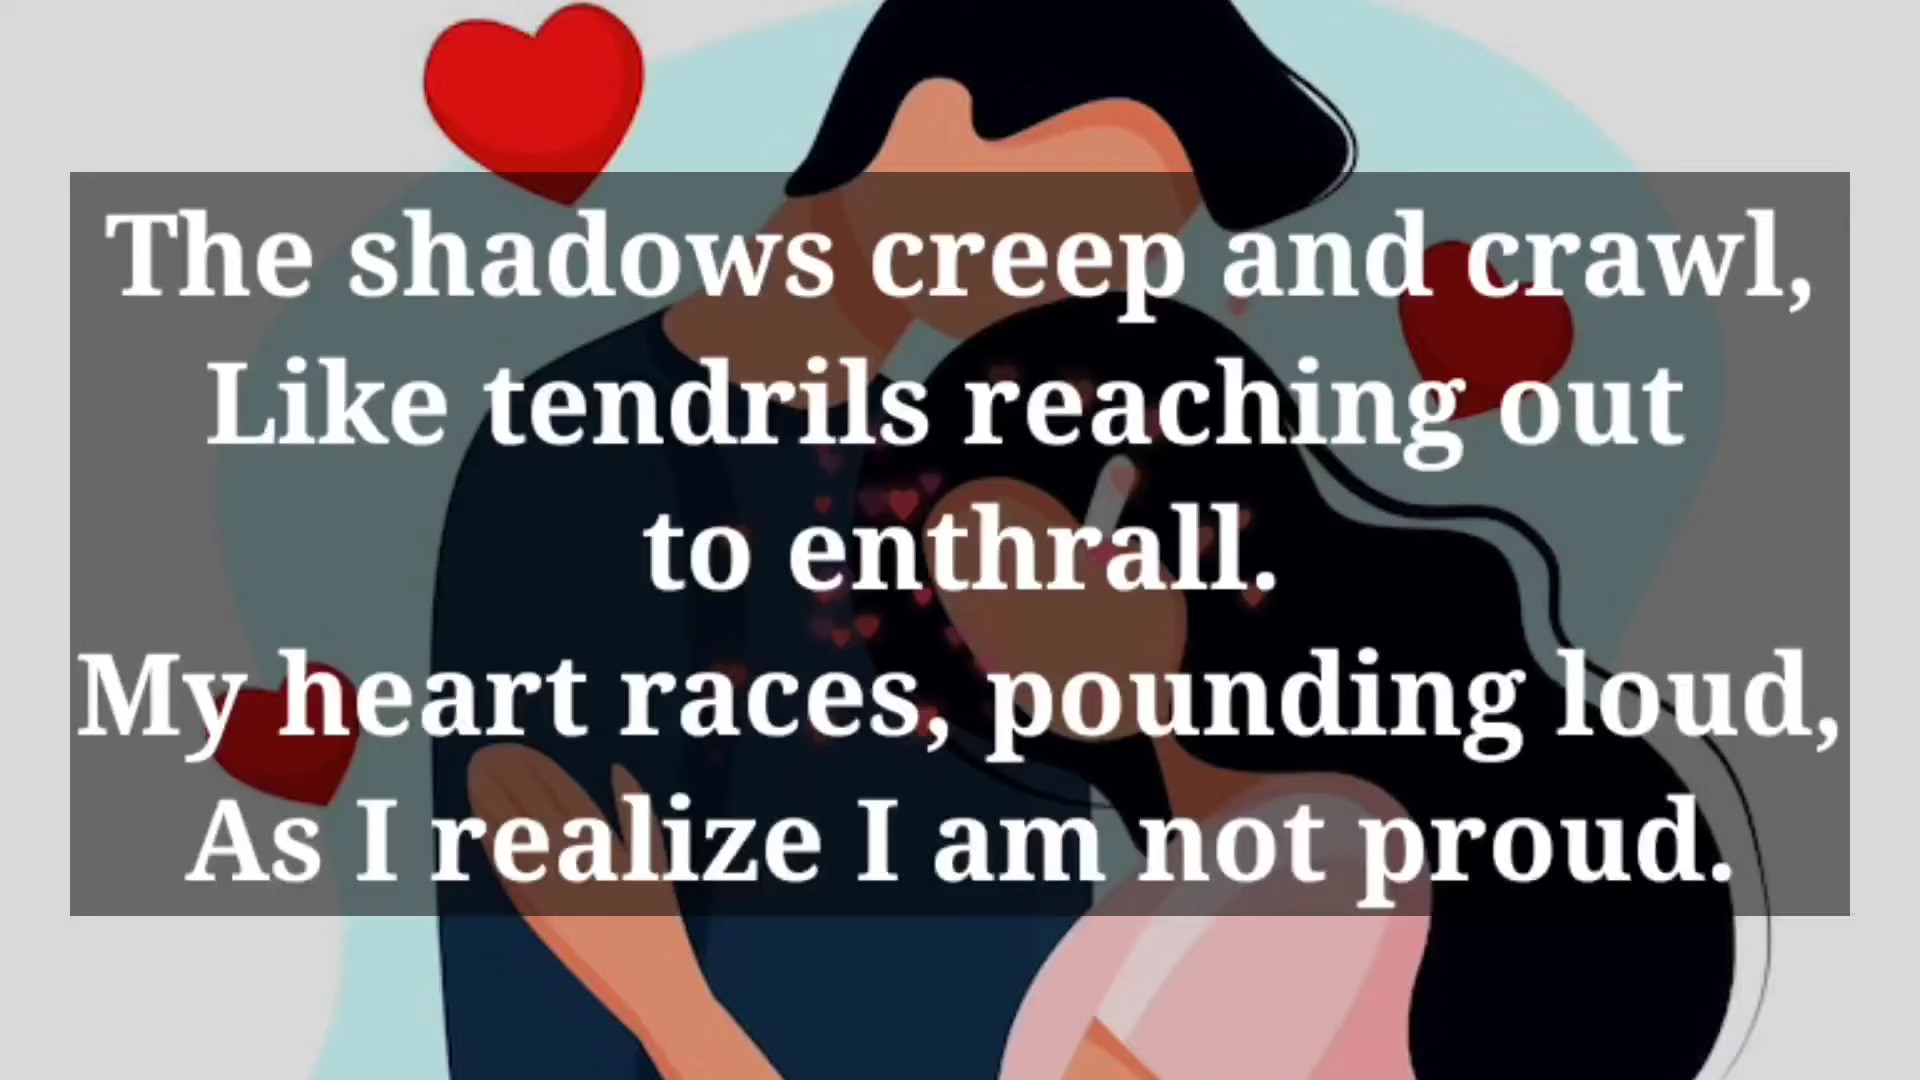 The shadows creep and crawl,
Like tendrils reaching out
to enthrall.
My heart races, pounding loud,
As I realize I am not proud.